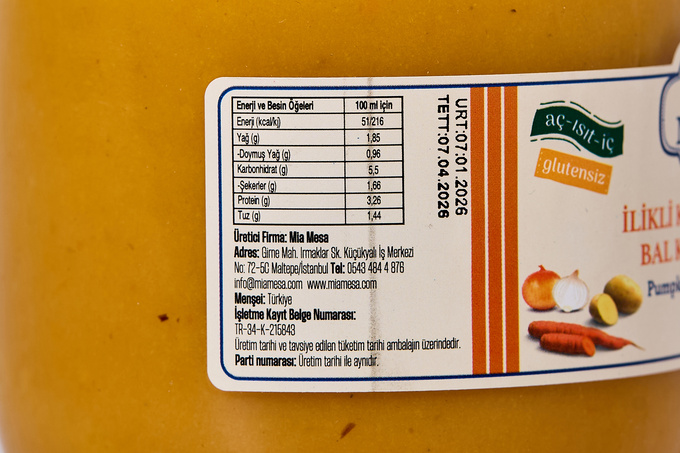 Enerji ve Besin Öğeleri 100 ml için
Enerji (kcal/kj) 51/216
Yağ (g) 1,85
-Doymuş Yağ (g) 0,96
Karbonhidrat (g) 5,5
-Şekerler (g) 1,66
Protein (g) 3,26
Tuz (g) 1,44
Üretici Firma: Mia Mesa
Adres: Girne Mah. Irmaklar Sk. Küçükyalı İş Merkezi
No: 72-5C Maltepe/İstanbul Tel: 0543 484 4 876
info@miamesa.com www.miamesa.com
Menşei: Türkiye
İşletme Kayıt Belge Numarası:
TR-34-K-215843
Üretim tarihi ve tavsiye edilen tüketim tarihi ambalajın üzerindedir.
Parti numarası: Üretim tarihi ile aynıdır.
URT:07.01.2026
TETT:07.04.2026
aç-ısıt-iç
glutensiz
İLİKLİ
BAL